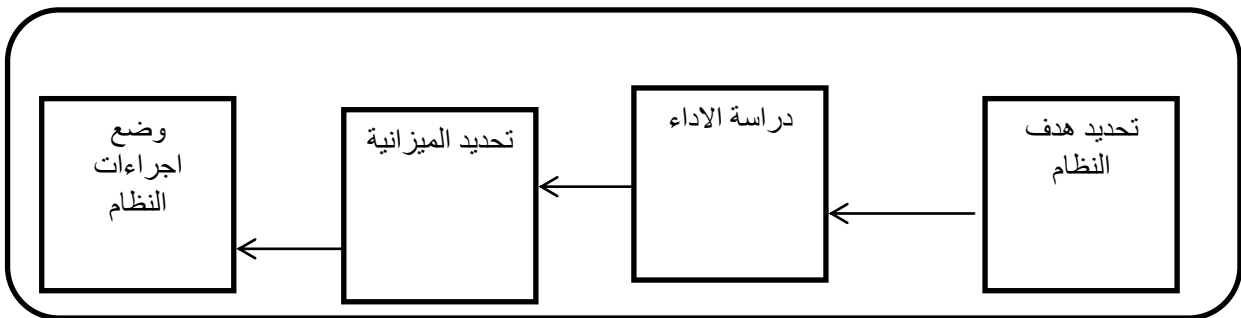 تحديد هدف
النظام
دراسة الاداء
تحديد الميزانية
وضع
اجراءات
النظام